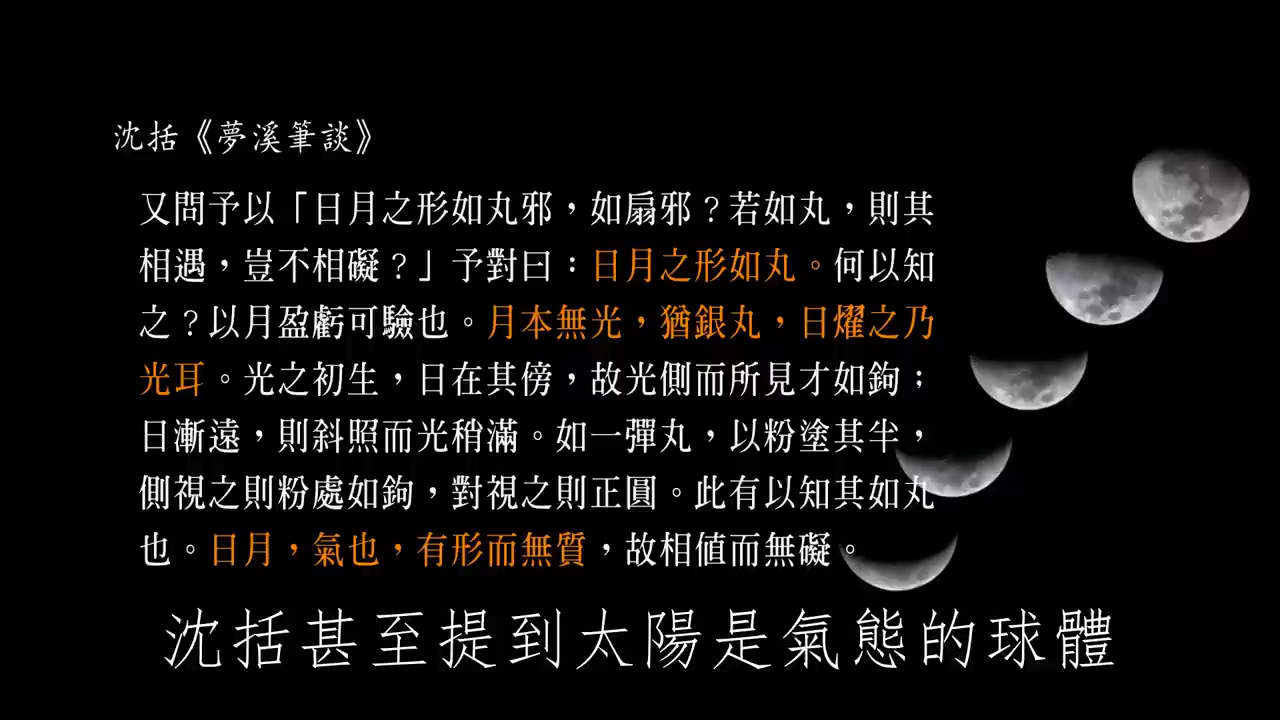 沈括《夢溪筆談》
又問予以「日月之形如丸邪，如扇邪？若如丸，則其
相遇，豈不相礙？」予對曰：日月之形如丸。何以知
之？以月盈虧可驗也。月本無光，猶銀丸，日燿之乃
光耳。光之初生，日在其傍，故光側而所見才如鉤；
日漸遠，則斜照而光稍滿。如一彈丸，以粉塗其半，
側視之則粉處如鉤，對視之則正圓。此有以知其如丸
也。日月，氣也，有形而無質，故相值而無礙。
沈括甚至提到太陽是氣態的球體